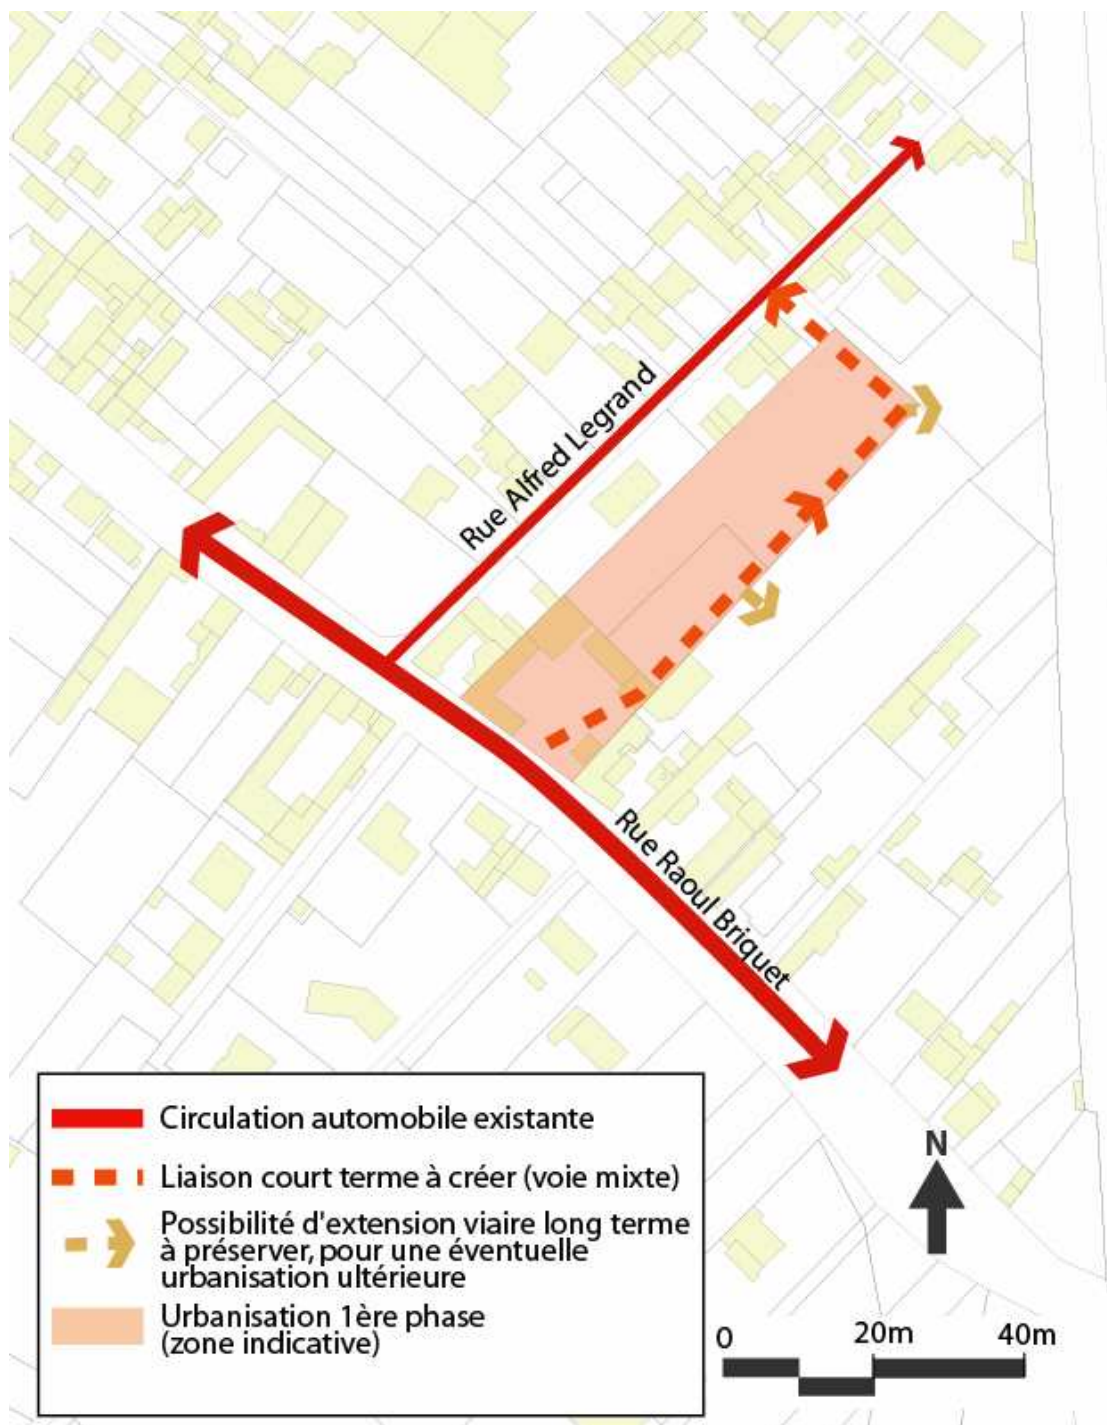 Rue Alfred Legrand
Rue Raoul Briquet
Circulation automobile existante
Liaison court terme à créer (voie mixte)
Possibilité d'extension viaire long terme
à préserver, pour une éventuelle
urbanisation ultérieure
Urbanisation 1ère phase
(zone indicative)
N
0 20m 40m